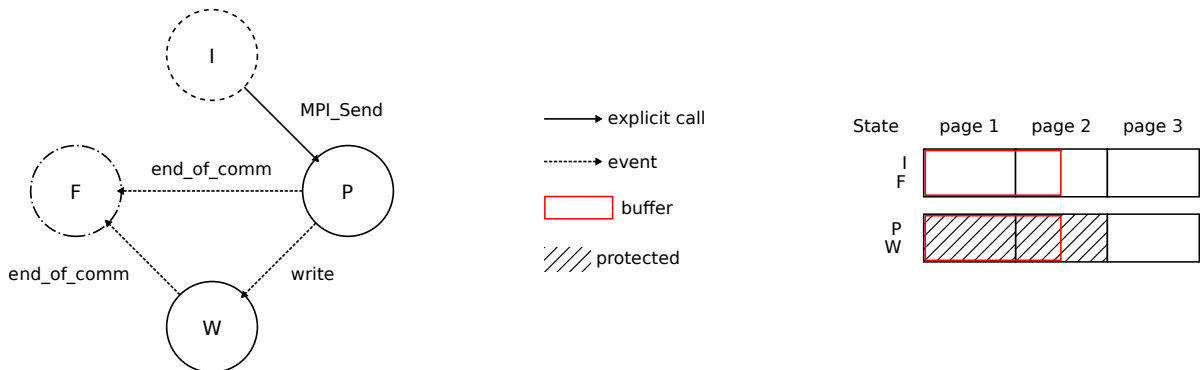 I
MPI_Send
end_of_comm
F
P
end_of_comm
write
W
explicit call
event
buffer
protected
State page 1 page 2 page 3
I
F
P
W